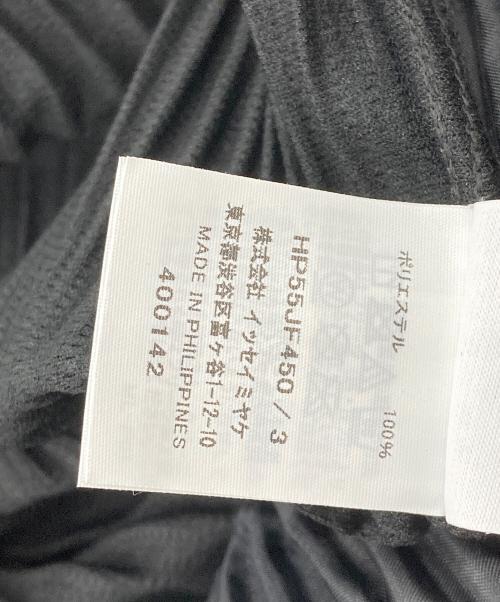 ポリエステル 100%
HP55JF450 / 3
株式会社 イッセイミヤケ
東京都渋谷区富ヶ谷1-12-10
MADE IN PHILIPPINES
400142